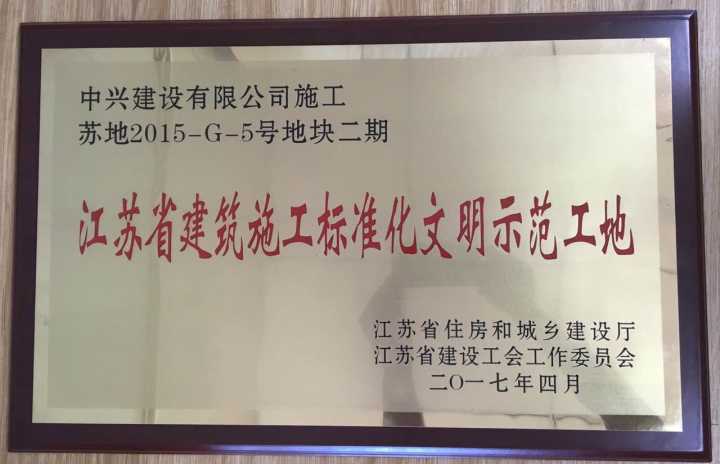 中兴建设有限公司施工
苏地2015-G-5号地块二期
江苏省建筑施工标准化文明示范工地
江苏省住房和城乡建设厅
江苏省建设工会工作委员会
二〇一七年四月